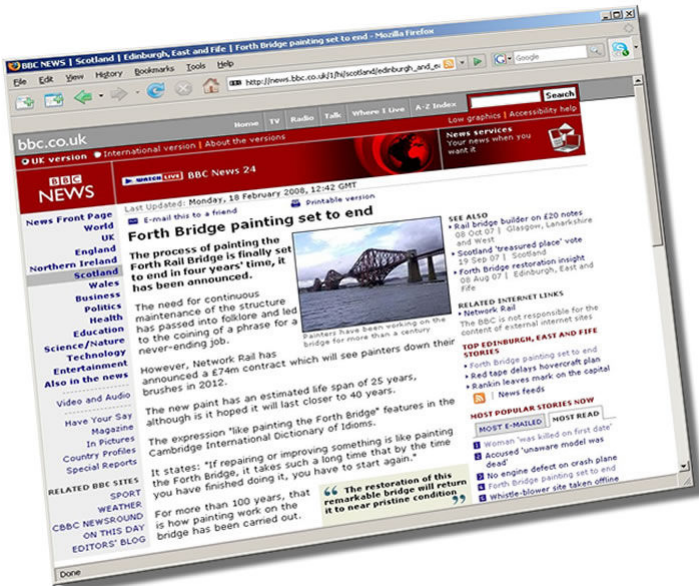 BBC NEWS | Scotland | Edinburgh, East and Fife | Forth Bridge painting set to end - Mozilla Firefox
File Edit View History Bookmarks Tools Help
http://news.bbc.co.uk/1/hi/scotland/edinburgh_and_e
Google
bbc.co.uk
Home TV Radio Talk Where I Live A-Z Index
Search
UK version International version | About the versions
Low graphics | Accessibility help
BBC
NEWS
WATCH LIVE BBC News 24
News services
Your news when you
want it
News Front Page
World
UK
England
Northern Ireland
Scotland
Wales
Business
Politics
Health
Education
Science/Nature
Technology
Entertainment
Also in the news
Video and Audio
Have Your Say
Magazine
In Pictures
Country Profiles
Special Reports
RELATED BBC SITES
SPORT
WEATHER
CBBC NEWSROUND
ON THIS DAY
EDITORS' BLOG
Last Updated: Monday, 18 February 2008, 12:42 GMT
E-mail this to a friend
Printable version
Forth Bridge painting set to end
The process of painting the
Forth Rail Bridge is finally set
to end in four years' time, it
has been announced.
The need for continuous
maintenance of the structure
has passed into folklore and led
to the coining of a phrase for a
never-ending job.
Painters have been working on the
bridge for more than a century
However, Network Rail has
announced a £74m contract which will see painters down their
brushes in 2012.
The new paint has an estimated life span of 25 years,
although is it hoped it will last closer to 40 years.
The expression "like painting the Forth Bridge" features in the
Cambridge International Dictionary of Idioms.
It states: "If repairing or improving something is like painting
the Forth Bridge, it takes such a long time that by the time
you have finished doing it, you have to start again."
For more than 100 years, that
is how painting work on the
bridge has been carried out.
The restoration of this
remarkable bridge will return
it to near pristine condition
SEE ALSO
Rail bridge builder on £20 notes
08 Oct 07 | Glasgow, Lanarkshire
and West
Scotland 'treasured place' vote
19 Sep 07 | Scotland
Forth Bridge restoration insight
08 Aug 07 | Edinburgh, East and
Fife
RELATED INTERNET LINKS
Network Rail
The BBC is not responsible for the
content of external internet sites
TOP EDINBURGH, EAST AND FIFE
STORIES
Forth Bridge painting set to end
Red tape delays hovercraft plan
Rankin leaves mark on the capital
| News feeds
MOST POPULAR STORIES NOW
MOST E-MAILED MOST READ
1 Woman 'was killed on first date'
2 Accused 'unaware model was
dead'
3 No engine defect on crash plane
4 Forth Bridge painting set to end
5 Whistle-blower site taken offline
Done